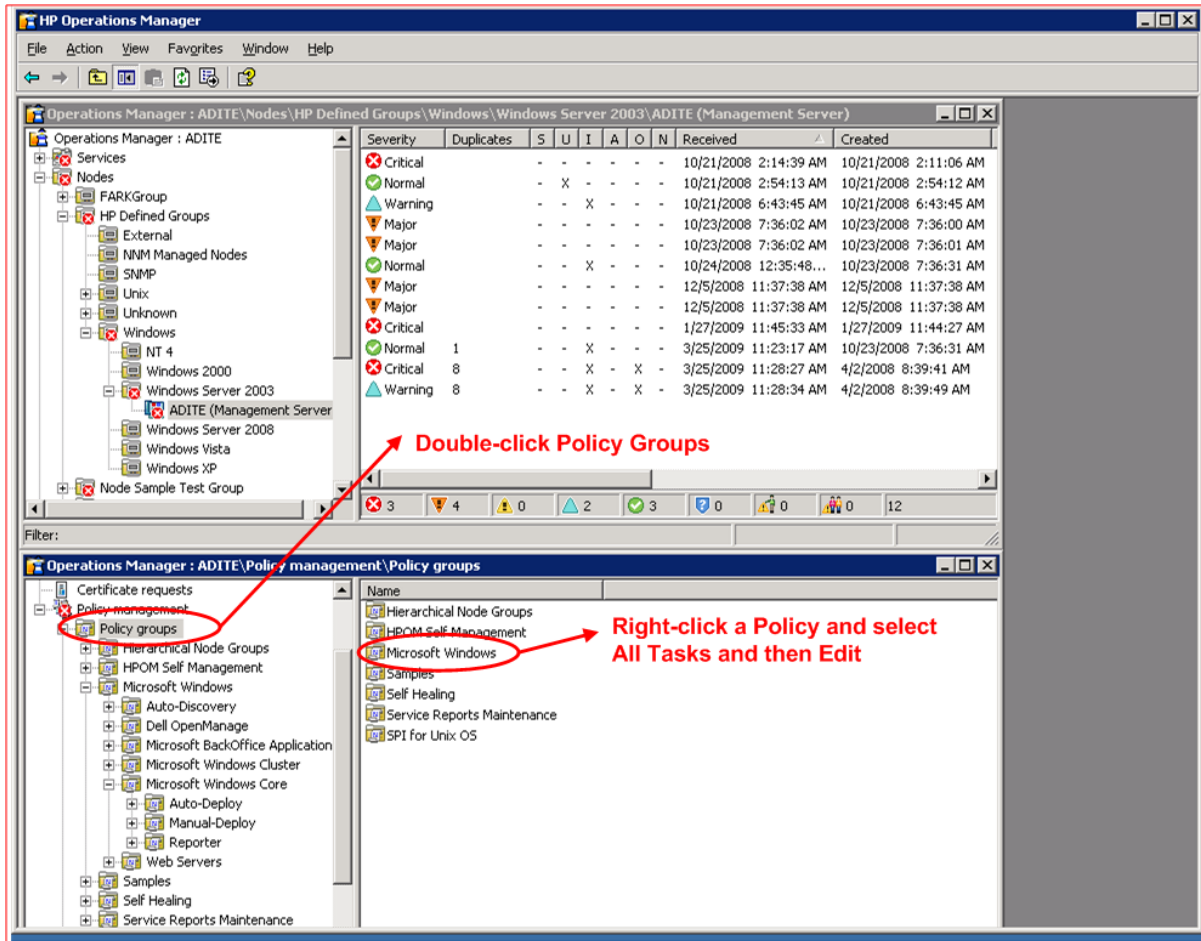 HP Operations Manager
File Action View Favorites Window Help
Operations Manager : ADITE\Nodes\HP Defined Groups\Windows\Windows Server 2003\ADITE (Management Server)
Operations Manager : ADITE
Services
Nodes
FARKGroup
HP Defined Groups
External
NNM Managed Nodes
SNMP
Unix
Unknown
Windows
NT 4
Windows 2000
Windows Server 2003
ADITE (Management Server
Windows Server 2008
Windows Vista
Windows XP
Node Sample Test Group
Severity Duplicates S U I A O N Received Created
Critical - - - - - - 10/21/2008 2:14:39 AM 10/21/2008 2:11:06 AM
Normal - X - - - - 10/21/2008 2:54:13 AM 10/21/2008 2:54:12 AM
Warning - - X - - - 10/21/2008 6:43:45 AM 10/21/2008 6:43:45 AM
Major - - - - - - 10/23/2008 7:36:02 AM 10/23/2008 7:36:00 AM
Major - - - - - - 10/23/2008 7:36:02 AM 10/23/2008 7:36:01 AM
Normal - - X - - - 10/24/2008 12:35:48... 10/23/2008 7:36:31 AM
Major - - - - - - 12/5/2008 11:37:38 AM 12/5/2008 11:37:38 AM
Major - - - - - - 12/5/2008 11:37:38 AM 12/5/2008 11:37:38 AM
Critical - - - - - - 1/27/2009 11:45:33 AM 1/27/2009 11:44:27 AM
Normal 1 - - X - - - 3/25/2009 11:23:17 AM 10/23/2008 7:36:31 AM
Critical 8 - - X - X - 3/25/2009 11:28:27 AM 4/2/2008 8:39:41 AM
Warning 8 - - X - X - 3/25/2009 11:28:34 AM 4/2/2008 8:39:49 AM
Double-click Policy Groups
3 4 0 2 3 0 0 0 12
Filter:
Operations Manager : ADITE\Policy management\Policy groups
Certificate requests
Policy management
Policy groups
Hierarchical Node Groups
HPOM Self Management
Microsoft Windows
Auto-Discovery
Dell OpenManage
Microsoft BackOffice Application
Microsoft Windows Cluster
Microsoft Windows Core
Auto-Deploy
Manual-Deploy
Reporter
Web Servers
Samples
Self Healing
Service Reports Maintenance
Name
Hierarchical Node Groups
HPOM Self Management
Microsoft Windows
Samples
Self Healing
Service Reports Maintenance
SPI for Unix OS
Right-click a Policy and select
All Tasks and then Edit